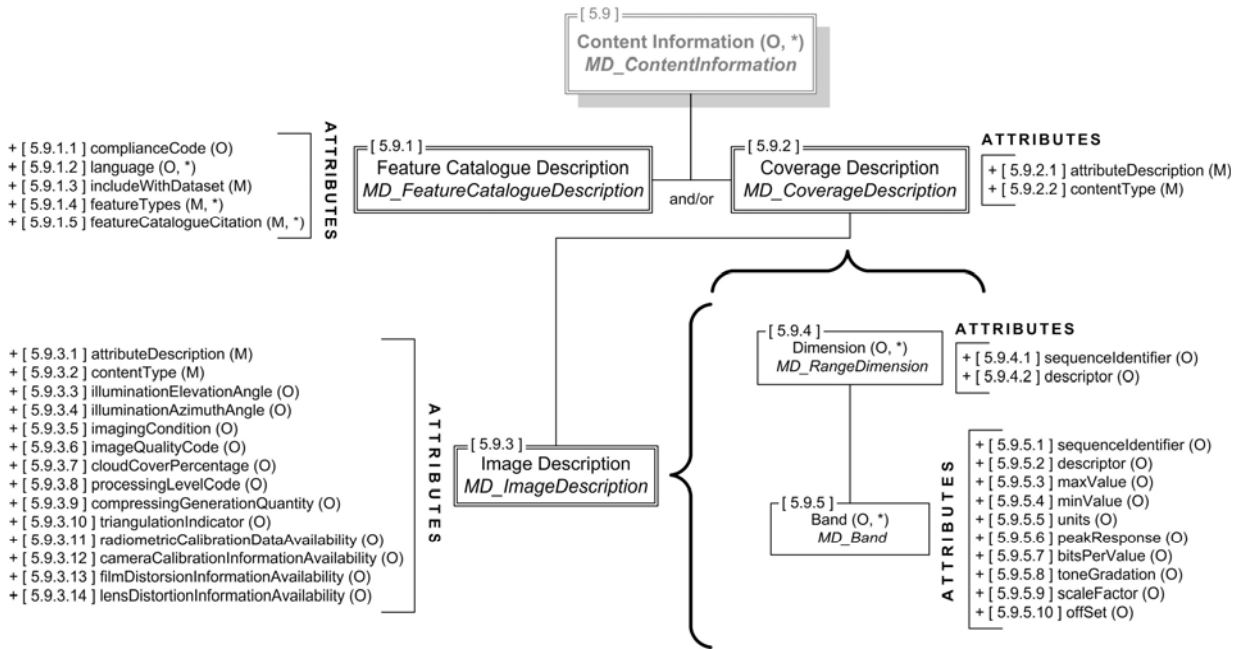 [ 5.9 ]
Content Information (O, *)
MD_ContentInformation
ATTRIBUTES
+ [ 5.9.1.1 ] complianceCode (O)
+ [ 5.9.1.2 ] language (O, *)
+ [ 5.9.1.3 ] includeWithDataset (M)
+ [ 5.9.1.4 ] featureTypes (M, *)
+ [ 5.9.1.5 ] featureCatalogueCitation (M, *)
[ 5.9.1 ]
Feature Catalogue Description
MD_FeatureCatalogueDescription
and/or
[ 5.9.2 ]
Coverage Description
MD_CoverageDescription
ATTRIBUTES
+ [ 5.9.2.1 ] attributeDescription (M)
+ [ 5.9.2.2 ] contentType (M)
+ [ 5.9.3.1 ] attributeDescription (M)
+ [ 5.9.3.2 ] contentType (M)
+ [ 5.9.3.3 ] illuminationElevationAngle (O)
+ [ 5.9.3.4 ] illuminationAzimuthAngle (O)
+ [ 5.9.3.5 ] imagingCondition (O)
+ [ 5.9.3.6 ] imageQualityCode (O)
+ [ 5.9.3.7 ] cloudCoverPercentage (O)
+ [ 5.9.3.8 ] processingLevelCode (O)
+ [ 5.9.3.9 ] compressingGenerationQuantity (O)
+ [ 5.9.3.10 ] triangulationIndicator (O)
+ [ 5.9.3.11 ] radiometricCalibrationDataAvailability (O)
+ [ 5.9.3.12 ] cameraCalibrationInformationAvailability (O)
+ [ 5.9.3.13 ] filmDistorsionInformationAvailability (O)
+ [ 5.9.3.14 ] lensDistortionInformationAvailability (O)
ATTRIBUTES
[ 5.9.3 ]
Image Description
MD_ImageDescription
[ 5.9.4 ]
Dimension (O, *)
MD_RangeDimension
ATTRIBUTES
+ [ 5.9.4.1 ] sequenceIdentifier (O)
+ [ 5.9.4.2 ] descriptor (O)
[ 5.9.5 ]
Band (O, *)
MD_Band
ATTRIBUTES
+ [ 5.9.5.1 ] sequenceIdentifier (O)
+ [ 5.9.5.2 ] descriptor (O)
+ [ 5.9.5.3 ] maxValue (O)
+ [ 5.9.5.4 ] minValue (O)
+ [ 5.9.5.5 ] units (O)
+ [ 5.9.5.6 ] peakResponse (O)
+ [ 5.9.5.7 ] bitsPerValue (O)
+ [ 5.9.5.8 ] toneGradation (O)
+ [ 5.9.5.9 ] scaleFactor (O)
+ [ 5.9.5.10 ] offSet (O)